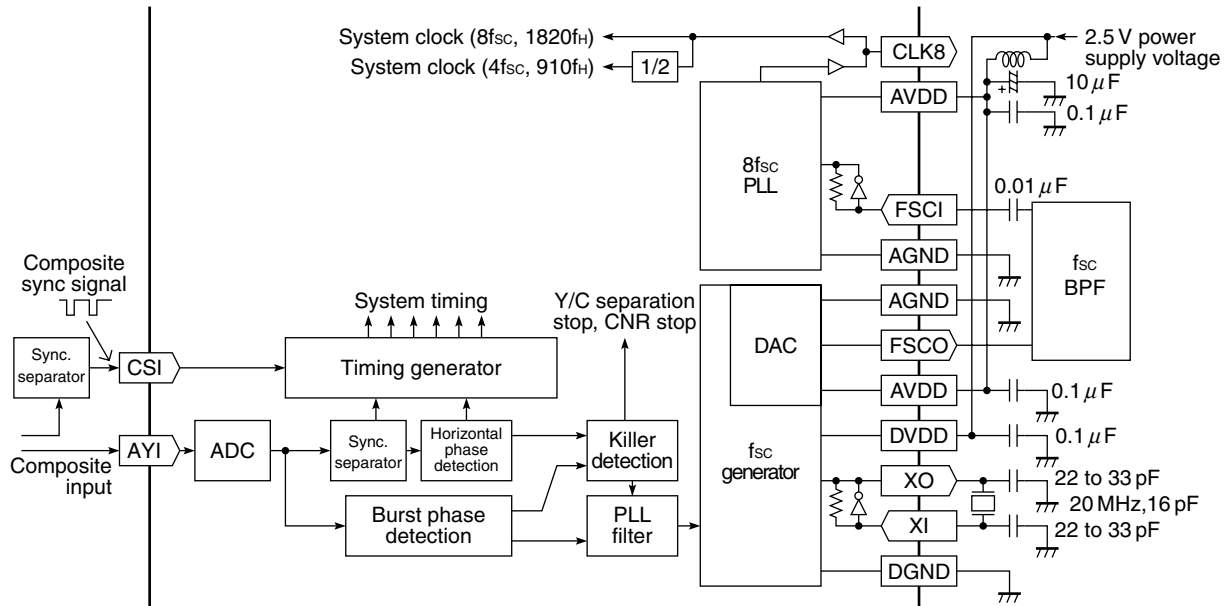 System clock (8fSC, 1820fH)
System clock (4fSC, 910fH)
1/2
CLK8
2.5 V power
supply voltage
+
10 μF
0.1 μF
AVDD
8fSC
PLL
0.01 μF
FSCI
AGND
fSC
BPF
Composite
sync signal
System timing
Y/C separation
stop, CNR stop
AGND
DAC
FSCO
Sync.
separator
CSI
Timing generator
AVDD
0.1 μF
DVDD
0.1 μF
AYI
Composite
input
ADC
Sync.
separator
Horizontal
phase
detection
Killer
detection
fSC
generator
XO
22 to 33 pF
20 MHz,16 pF
XI
22 to 33 pF
Burst phase
detection
PLL
filter
DGND